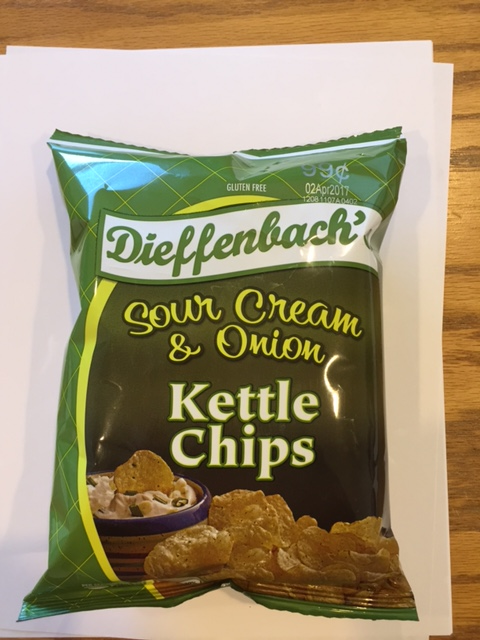 99¢
GLUTEN FREE
02Apr2017
Dieffenbach's
Sour Cream
& Onion
Kettle
Chips